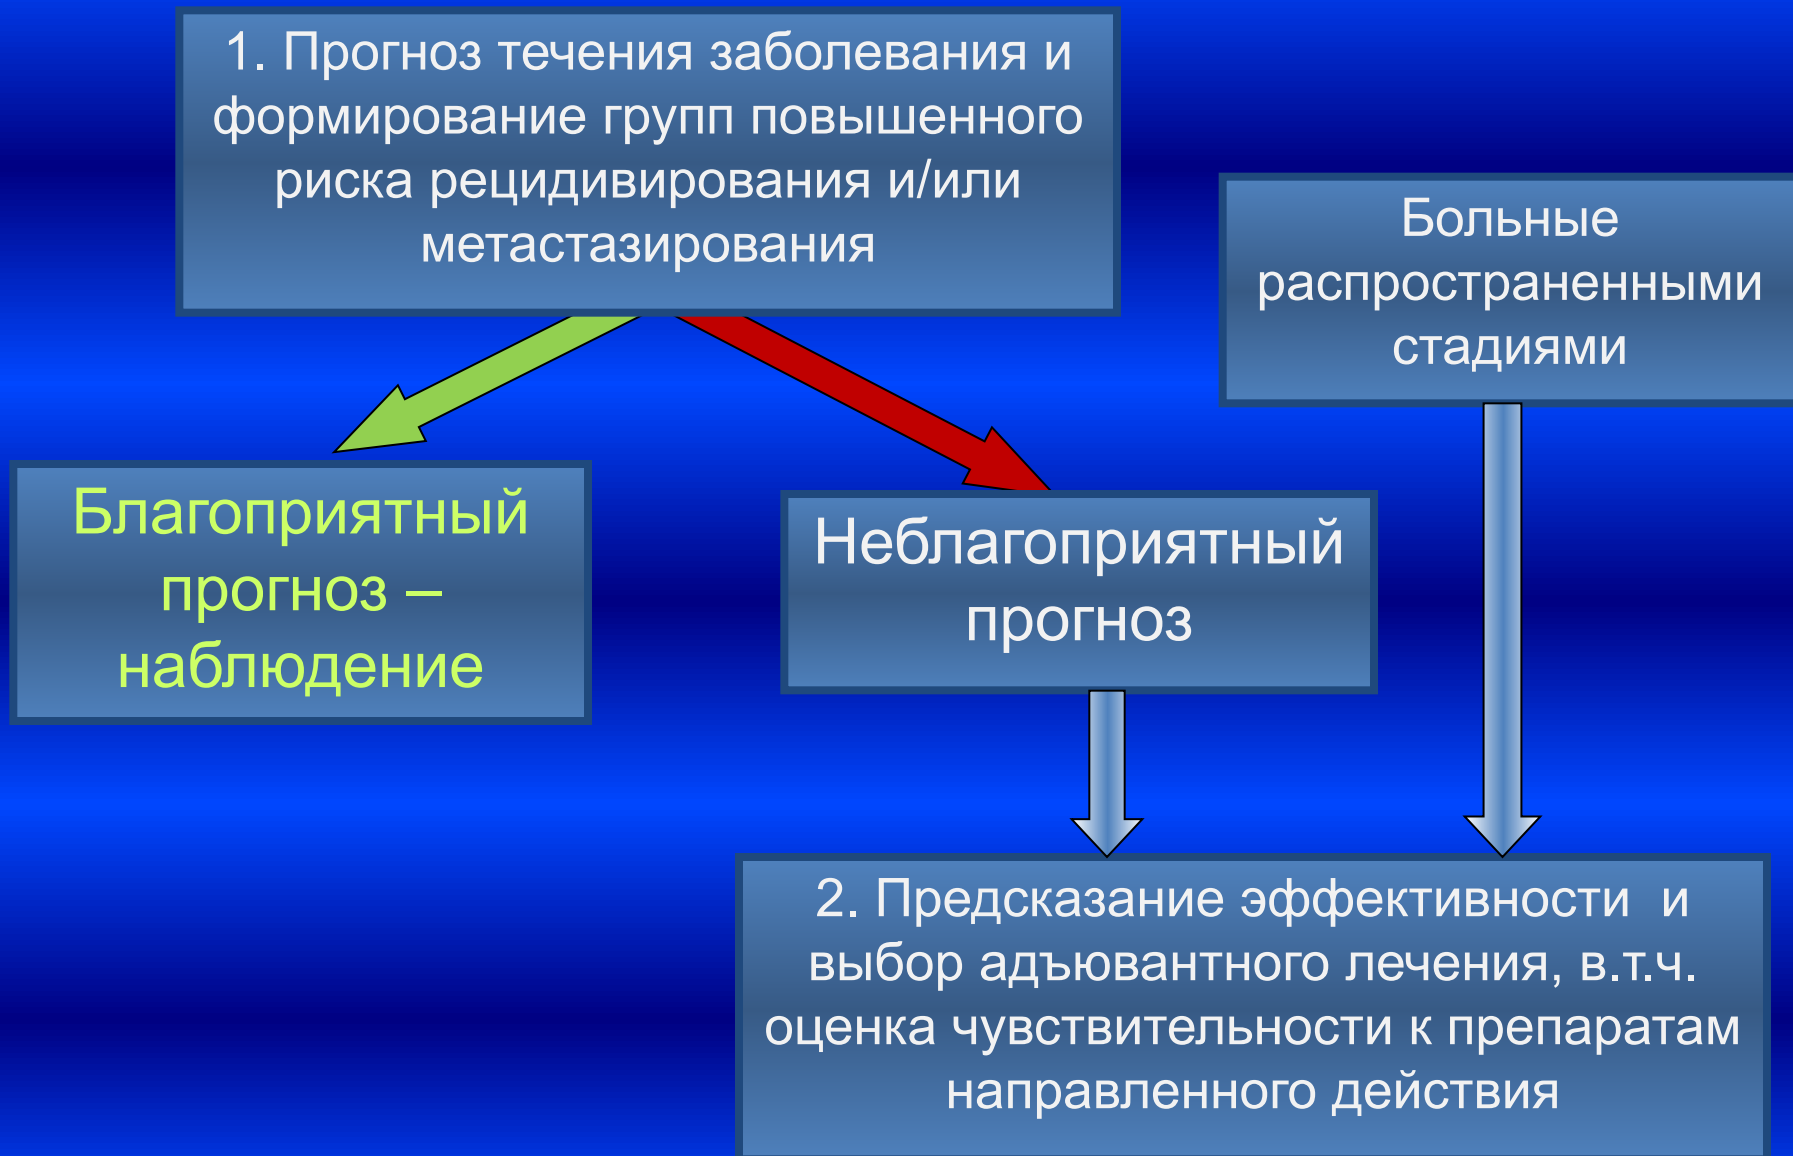 1. Прогноз течения заболевания и
формирование групп повышенного
риска рецидивирования и/или
метастазирования
Больные
распространенными
стадиями
Благоприятный
прогноз –
наблюдение
Неблагоприятный
прогноз
2. Предсказание эффективности и
выбор адъювантного лечения, в.т.ч.
оценка чувствительности к препаратам
направленного действия